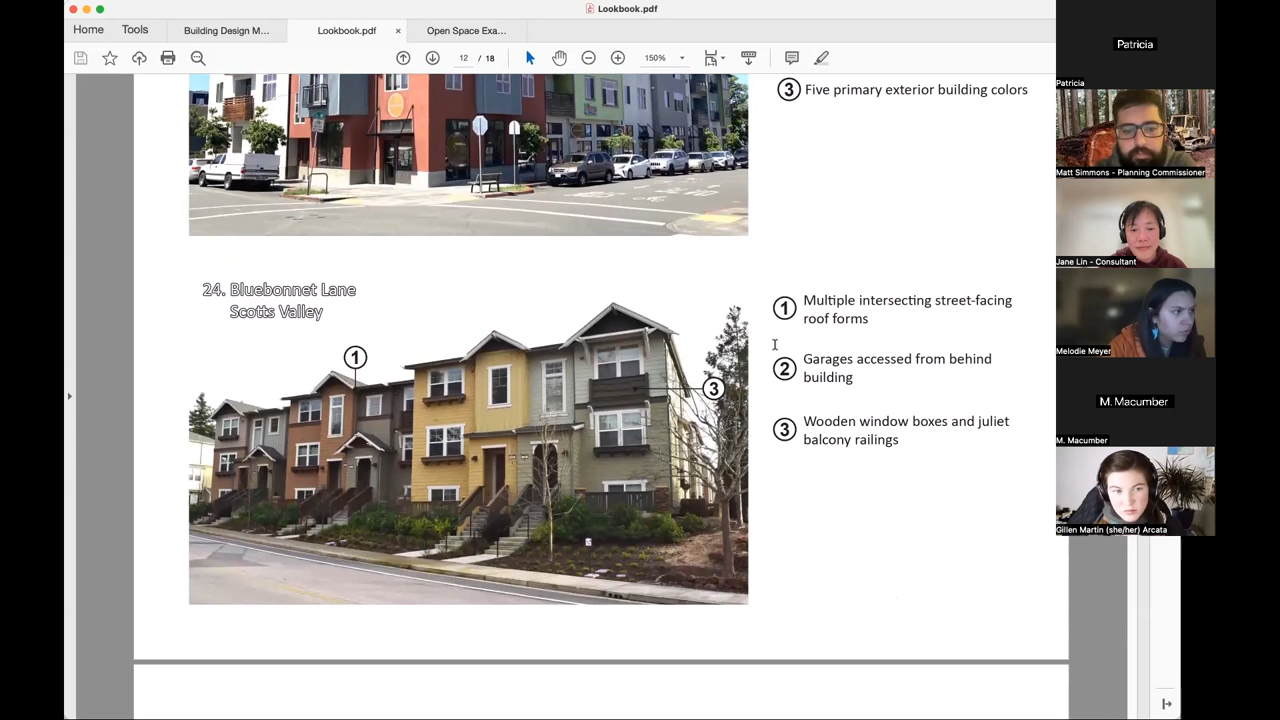 Lookbook.pdf
Home
Tools
Building Design M...
Lookbook.pdf
×
Open Space Exa...
12 / 18
150%
③ Five primary exterior building colors
24. Bluebonnet Lane
Scotts Valley
①
③
① Multiple intersecting street-facing
roof forms
② Garages accessed from behind
building
③ Wooden window boxes and juliet
balcony railings
Patricia
Patricia
Matt Simmons - Planning Commissioner
Jane Lin - Consultant
Melodie Meyer
M. Macumber
M. Macumber
Gillen Martin (she/her) Arcata